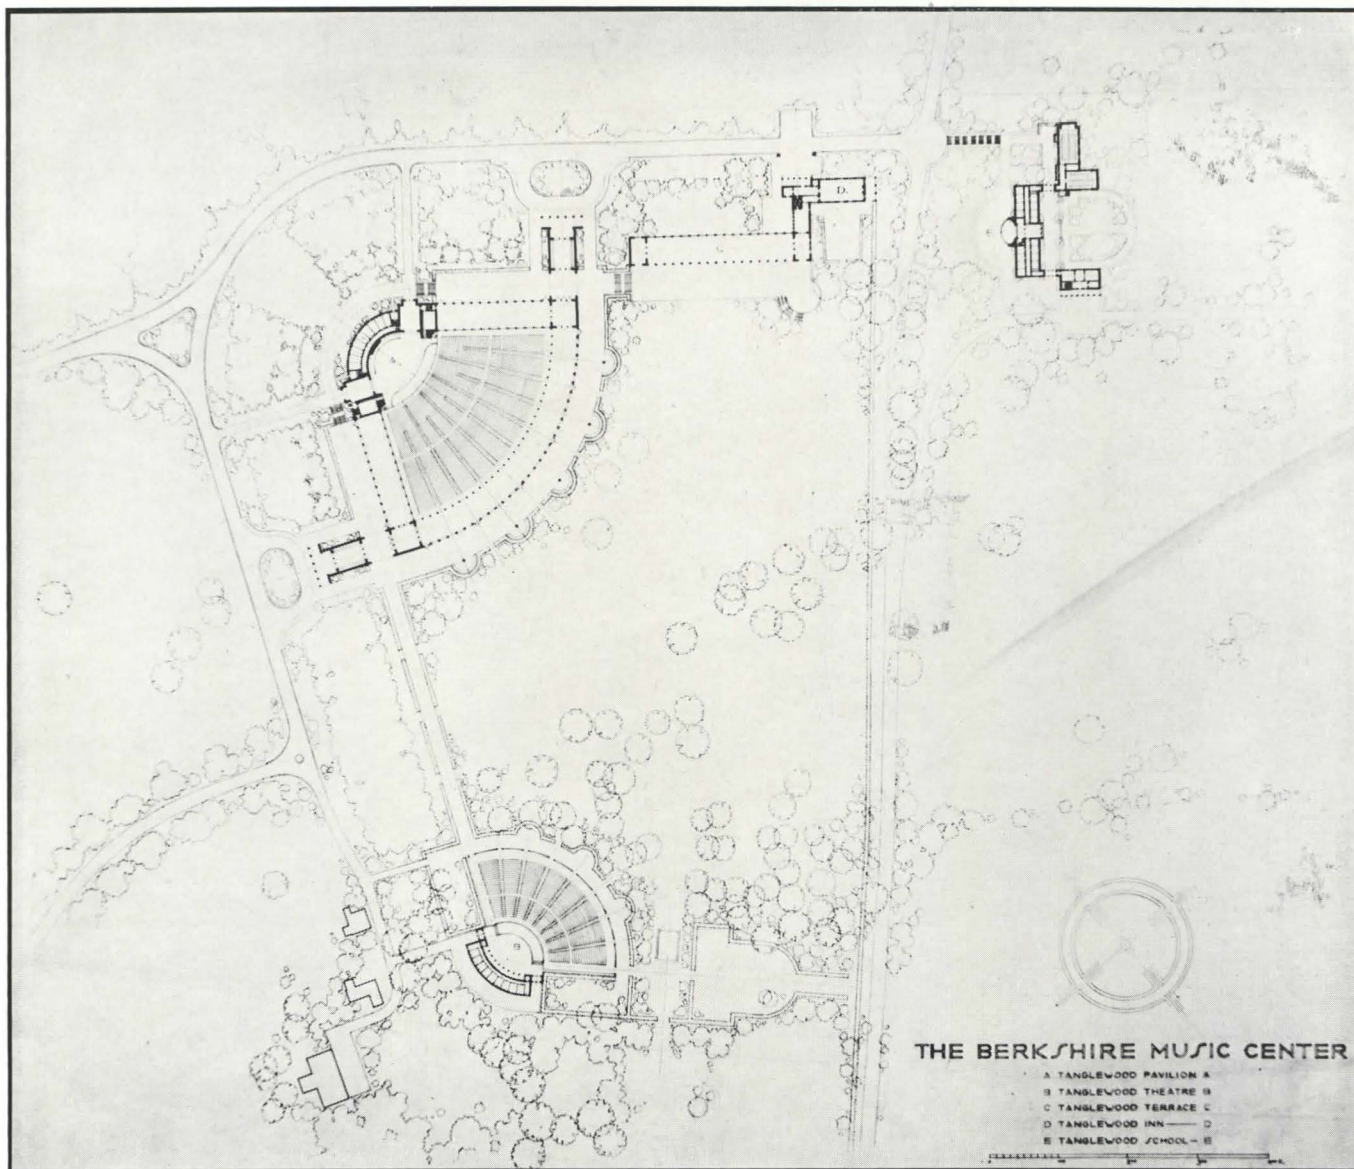 D.
THE BERKSHIRE MUSIC CENTER
A TANGLEWOOD PAVILION A
B TANGLEWOOD THEATRE B
C TANGLEWOOD TERRACE C
D TANGLEWOOD INN — D
E TANGLEWOOD SCHOOL - E